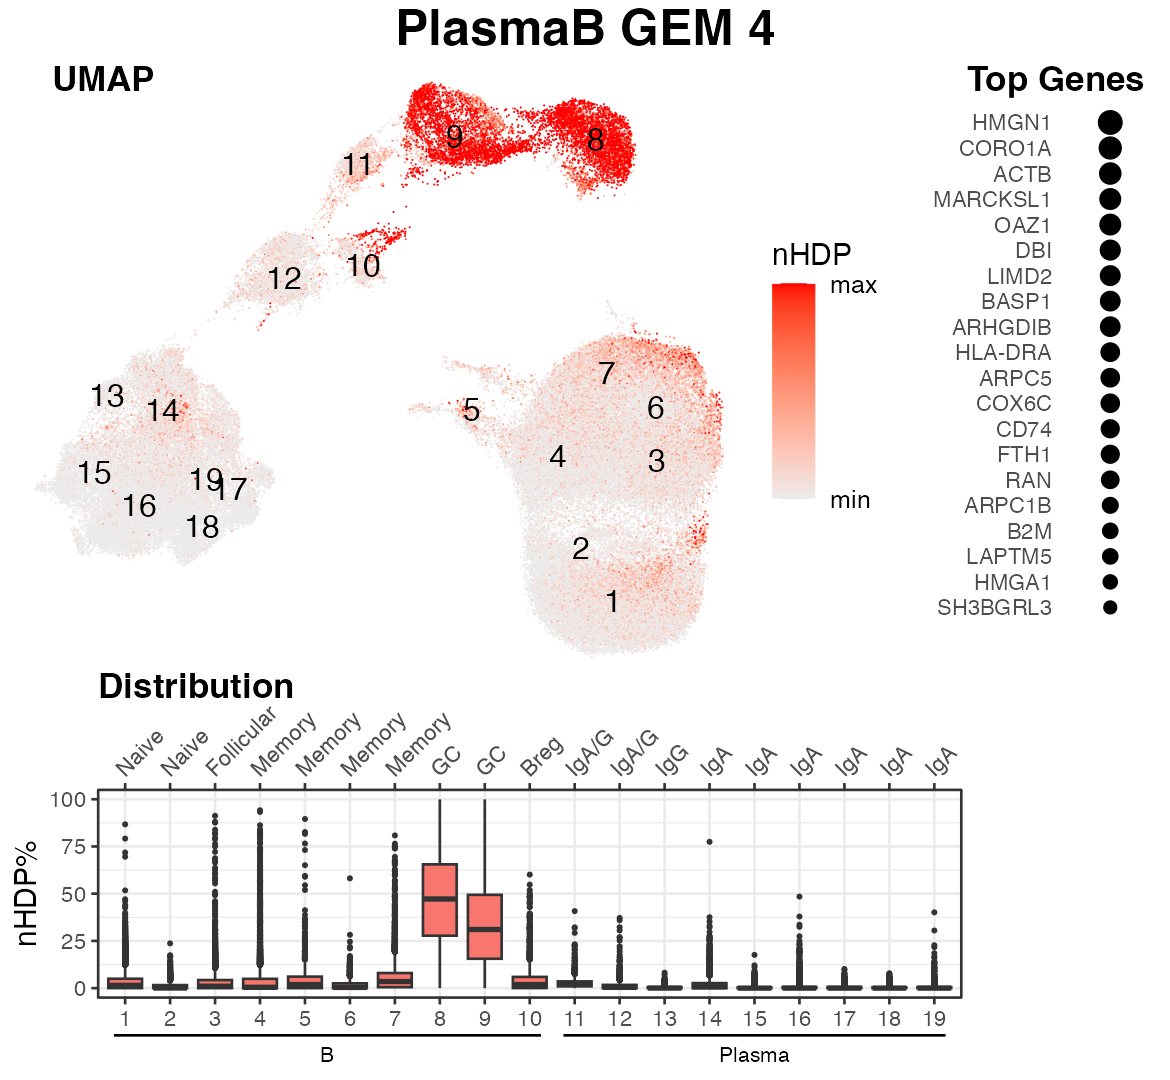 PlasmaB GEM 4
UMAP
Top Genes
9
8
11
10
12
nHDP
max
min
7
5
6
4
3
2
1
13
14
15
19
17
16
18
HMGN1
CORO1A
ACTB
MARCKSL1
OAZ1
DBI
LIMD2
BASP1
ARHGDIB
HLA-DRA
ARPC5
COX6C
CD74
FTH1
RAN
ARPC1B
B2M
LAPTM5
HMGA1
SH3BGRL3
Distribution
Naive Naive Follicular Memory Memory Memory Memory GC GC Breg IgA/G IgA/G IgG IgA IgA IgA IgA IgA IgA
nHDP%
100
75
50
25
0
1 2 3 4 5 6 7 8 9 10 11 12 13 14 15 16 17 18 19
B Plasma